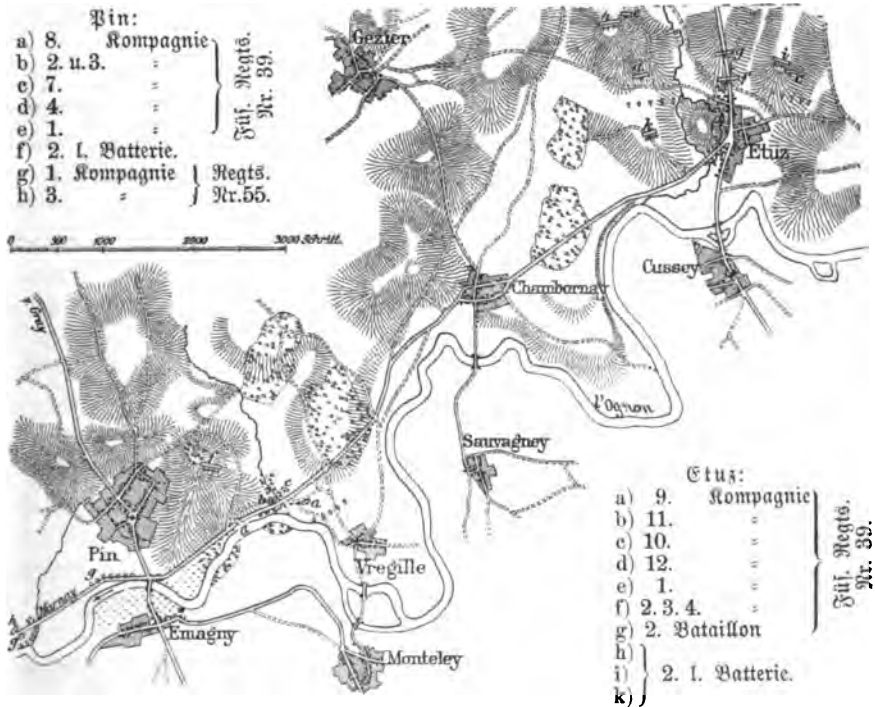 Pin:
a) 8. Kompagnie
b) 2. u. 3. "
c) 7. "
d) 4. "
e) 1. "
Füs. Regts. Nr. 39.
f) 2. l. Batterie.
g) 1. Kompagnie } Regts.
h) 3. " } Nr. 55.
0 500 1000 2000 3000 Schritt.
Gezier
Etuz
Cussey
Chambornay
l'Ognon
Sauvagney
Pin
Vregille
Emagny
Monteley
Etuz:
a) 9. Kompagnie
b) 11. "
c) 10. "
d) 12. "
e) 1. "
f) 2. 3. 4. "
g) 2. Bataillon
Füs. Regts. Nr. 39.
h)
i) } 2. l. Batterie.
k)